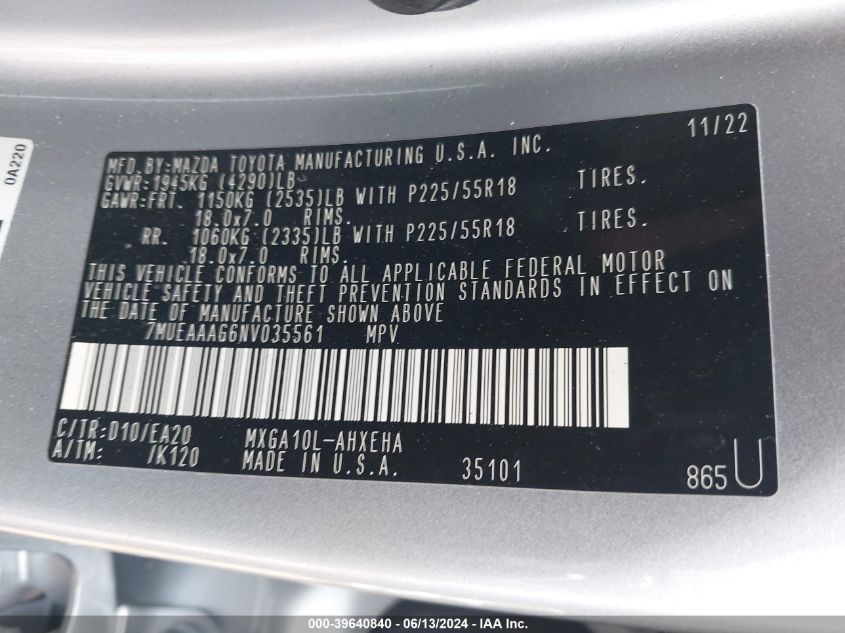 0A220
11/22
MFD.BY:MAZDA TOYOTA MANUFACTURING U.S.A. INC.
GVWR:1945KG (4290)LB
GAWR:FRT. 1150KG (2535)LB WITH P225/55R18 TIRES.
18.0x7.0 RIMS.
RR. 1060KG (2335)LB WITH P225/55R18 TIRES.
18.0x7.0 RIMS.
THIS VEHICLE CONFORMS TO ALL APPLICABLE FEDERAL MOTOR
VEHICLE SAFETY AND THEFT PREVENTION STANDARDS IN EFFECT ON
THE DATE OF MANUFACTURE SHOWN ABOVE
7MUEAAAG6NV035561 MPV
C/TR:D10/EA20 MXGA10L-AHXEHA
A/TM: /K120 MADE IN U.S.A. 35101 865U
000-39640840 - 06/13/2024 - IAAI.COM